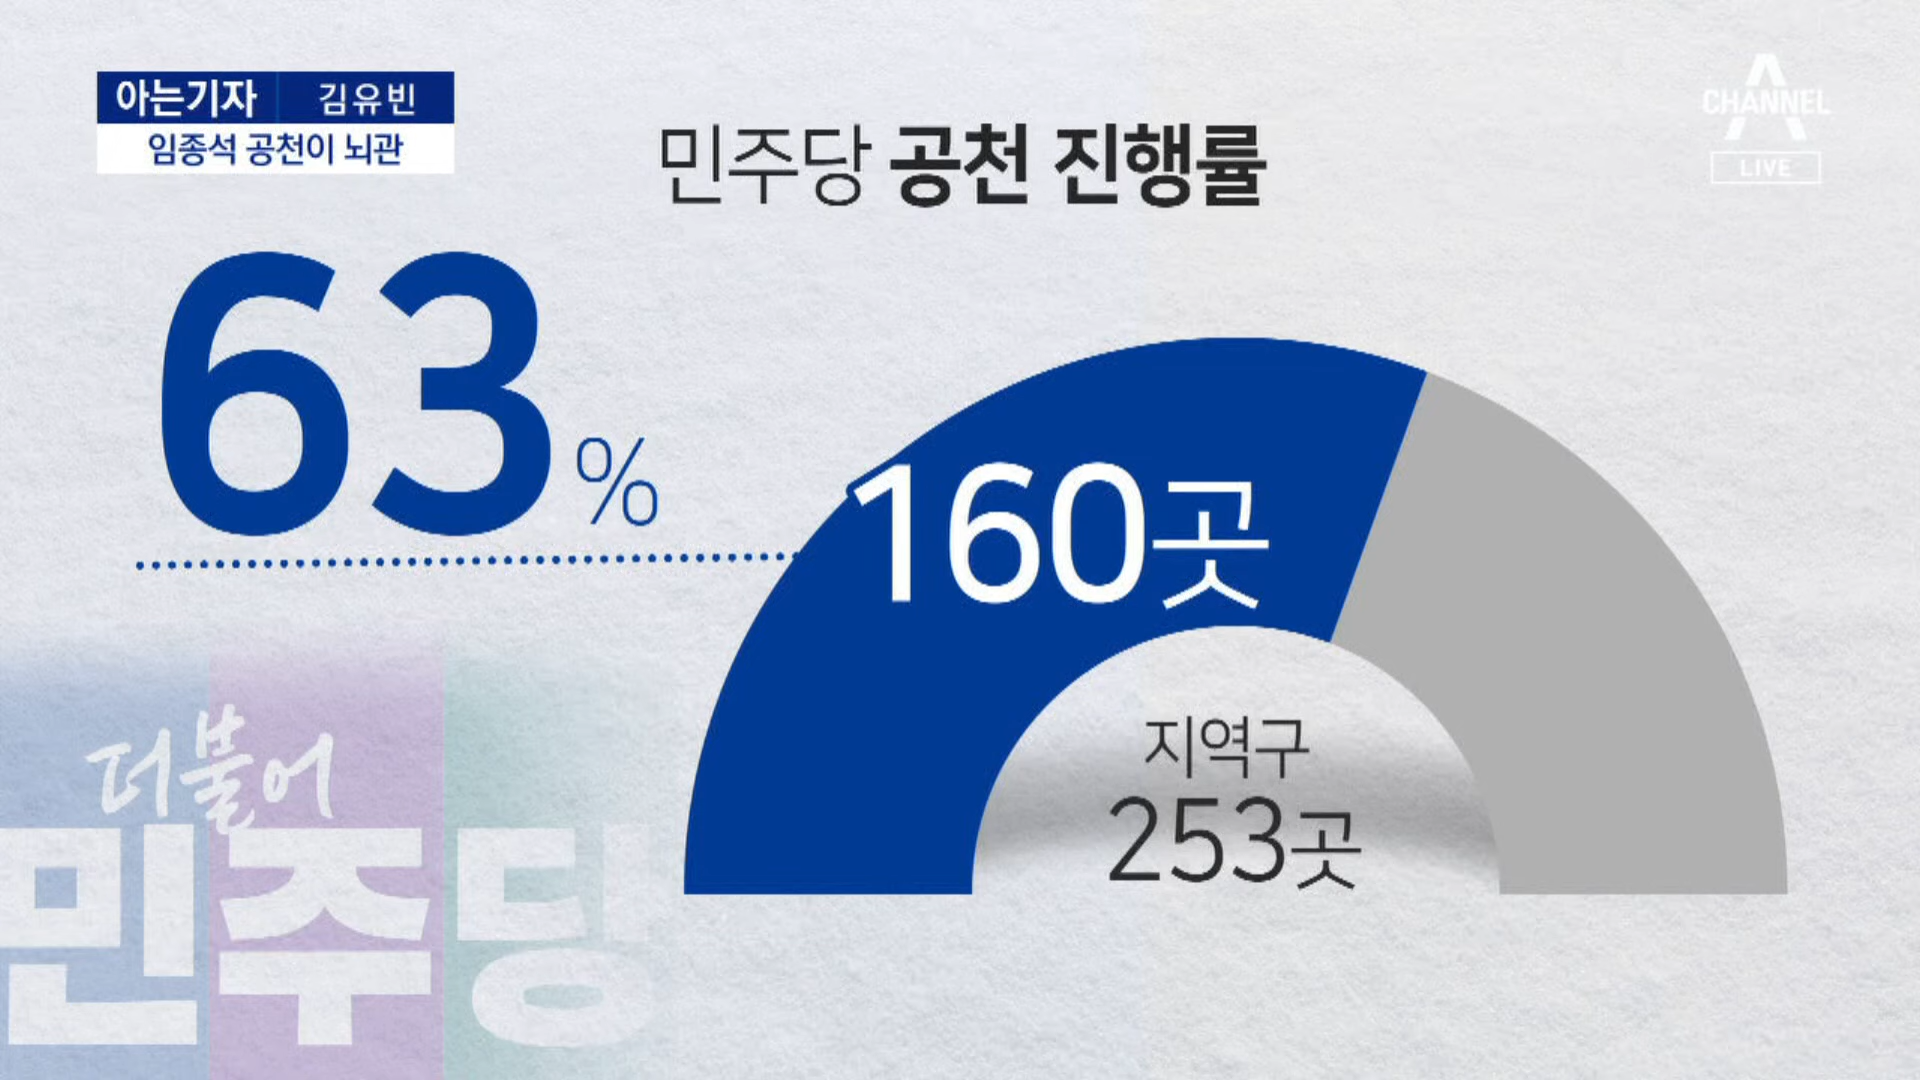 아는기자 김유빈
임종석 공천이 뇌관
CHANNEL A
LIVE
민주당 공천 진행률
63%
160곳
지역구
253곳
더불어
민주당